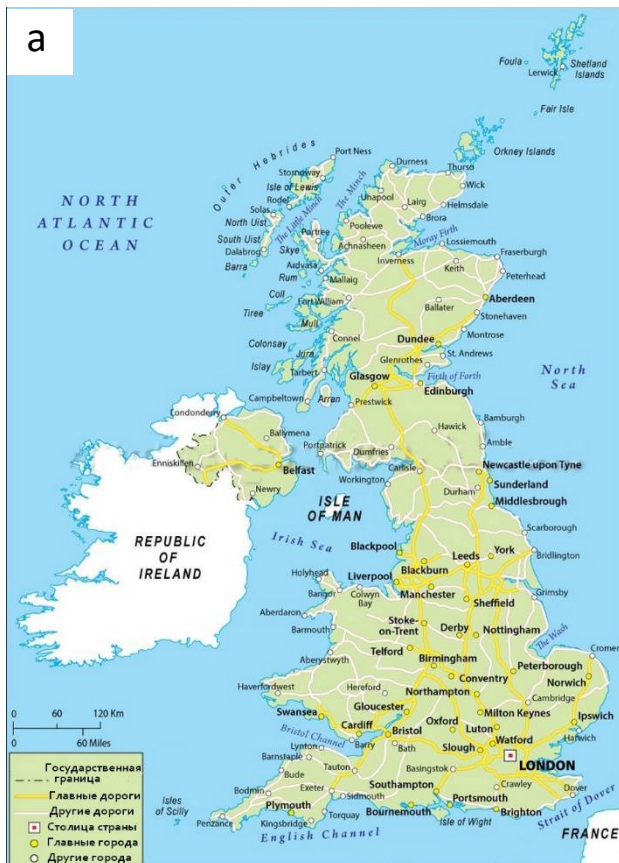 a
Foula
Shetland
Islands
Lerwick
Fair Isle
Orkney Islands
Outer Hebrides
Port Ness
Durness
Thurso
Stornoway
Isle of Lewis
The Minch
Wick
Unapool
Lairg
NORTH
ATLANTIC
OCEAN
Rodel
Helmsdale
Solas
North Uist
The Little Minch
Poolewe
Brora
Portree
Achnasheen
Moray Firth
Lossiemouth
South Uist
Skye
Fraserburgh
Dalabrog
Inverness
Keith
Barra
Ardvasa
Peterhead
Rum
Mallaig
Coll
Fort William
Aberdeen
Ballater
Tiree
Stonehaven
Mull
Colonsay
Connel
Dundee
Montrose
Jura
Glenrothes
St. Andrews
Islay
Tarbert
North
Sea
Glasgow
Firth of Forth
Edinburgh
Campbeltown
Arran
Prestwick
Condonderry
Hawick
Bamburgh
Ballymena
Amble
Portpatrick
Dumfries
Enniskillen
Belfast
Carlisle
Newcastle upon Tyne
Workington
Sunderland
Newry
Durham
Middlesbrough
ISLE
OF MAN
Scarborough
REPUBLIC
OF
IRELAND
Irish Sea
Blackpool
Leeds
York
Bridlington
Blackburn
Holyhead
Liverpool
Bangor
Colwyn
Bay
Manchester
Grimsby
Sheffield
Aberdaron
Stoke-
on-Trent
Derby
Nottingham
The Wash
Barmouth
Cromer
Telford
Aberystwyth
Birmingham
Peterborough
Norwich
Coventry
Haverfordwest
Hereford
Northampton
Cambridge
Swansea
Gloucester
Milton Keynes
Ipswich
Oxford
Luton
Cardiff
Harwich
Bristol
Watford
Bristol Channel
Barry
Bath
Slough
Lynton
LONDON
Barnstaple
Tauton
Basingstok
Bude
Crawley
Southampton
Dover
Isles
of Scilly
Bodmin
Exeter
Sidmouth
Portsmouth
Strait of Dover
Plymouth
Bournemouth
Isle of Wight
Brighton
Penzance
Kingsbridge
Torquay
English Channel
FRANCE
0 60 120 Km
0 60 Miles
Государственная
граница
Главные дороги
Другие дороги
Столица страны
Главные города
Другие города